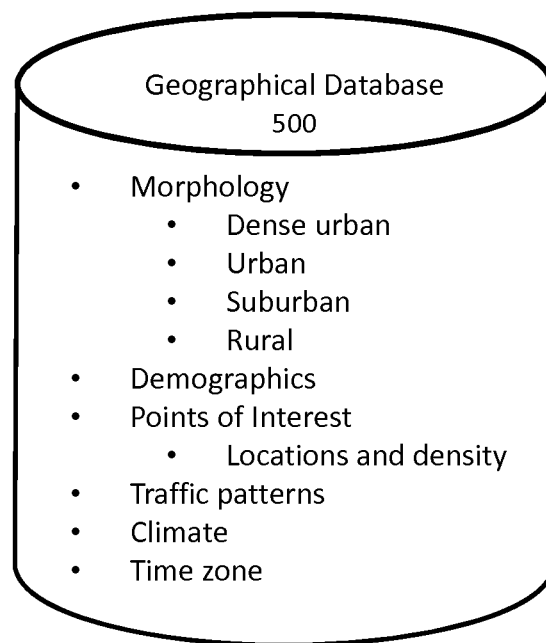 Geographical Database
500
• Morphology
• Dense urban
• Urban
• Suburban
• Rural
• Demographics
• Points of Interest
• Locations and density
• Traffic patterns
• Climate
• Time zone